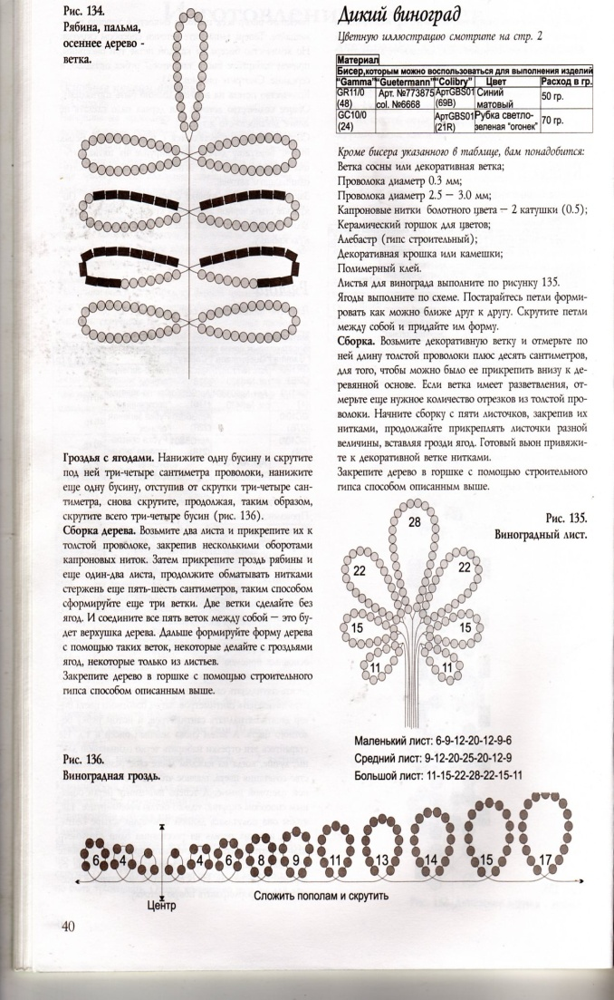 Рис. 134.
Рябина, пальма,
осеннее дерево -
ветка.
Гроздья с ягодами. Нанижите одну бусину и скрутите
под ней три-четыре сантиметра проволоки, нанижите
еще одну бусину, отступив от скрутки три-четыре сан-
тиметра, снова скрутите, продолжая, таким образом,
скрутите всего три-четыре бусин (рис. 136).
Сборка дерева. Возьмите два листа и прикрепите их к
толстой проволоке, закрепив несколькими оборотами
капроновых ниток. Затем прикрепите гроздь рябины и
еще один-два листа, продолжите обматывать нитками
стержень еще пять-шесть сантиметров, таким способом
сформируйте еще три ветки. Две ветки сделайте без
ягод. И соедините все пять веток между собой — это бу-
дет верхушка дерева. Дальше формируйте форму дерева
с помощью таких веток, некоторые делайте с гроздьями
ягод, некоторые только из листьев.
Закрепите дерево в горшке с помощью строительного
гипса способом описанным выше.
Дикий виноград
Цветную иллюстрацию смотрите на стр. 2
Материал
Бисер,которым можно воспользоваться для выполнения изделий
"Gamma" "Guetermann" "Colibry" Цвет Расход в гр.
GR11/0 (48) Арт. №773875 col. №6668 АртGBS01 (69В) Синий матовый 50 гр.
GC10/0 (24) АртGBS01 (21R) Рубка светло-зеленая "огонек" 70 гр.
Кроме бисера указанного в таблице, вам понадобится:
Ветка сосны или декоративная ветка;
Проволока диаметр 0.3 мм;
Проволока диаметр 2.5 — 3.0 мм;
Капроновые нитки болотного цвета — 2 катушки (0.5);
Керамический горшок для цветов;
Алебастр (гипс строительный);
Декоративная крошка или камешки;
Полимерный клей.
Листья для винограда выполните по рисунку 135.
Ягоды выполните по схеме. Постарайтесь петли форми-
ровать как можно ближе друг к другу. Скрутите петли
между собой и придайте им форму.
Сборка. Возьмите декоративную ветку и отмерьте по
ней длину толстой проволоки плюс десять сантиметров,
для того, чтобы можно было ее прикрепить внизу к де-
ревянной основе. Если ветка имеет разветвления, от-
мерьте еще нужное количество отрезков из толстой про-
волоки. Начните сборку с пяти листочков, закрепив их
нитками, продолжайте прикреплять листочки разной
величины, вставляя грозди ягод. Готовый вьюн привяжи-
те к декоративной ветке нитками.
Закрепите дерево в горшке с помощью строительного
гипса способом описанным выше.
Рис. 135.
Виноградный лист.
28
22 22
15 15
11 11
Маленький лист: 6-9-12-20-12-9-6
Средний лист: 9-12-20-25-20-12-9
Большой лист: 11-15-22-28-22-15-11
Рис. 136.
Виноградная гроздь.
6 4 4 6 8 9 11 13 14 15 17
Центр
Сложить пополам и скрутить
40